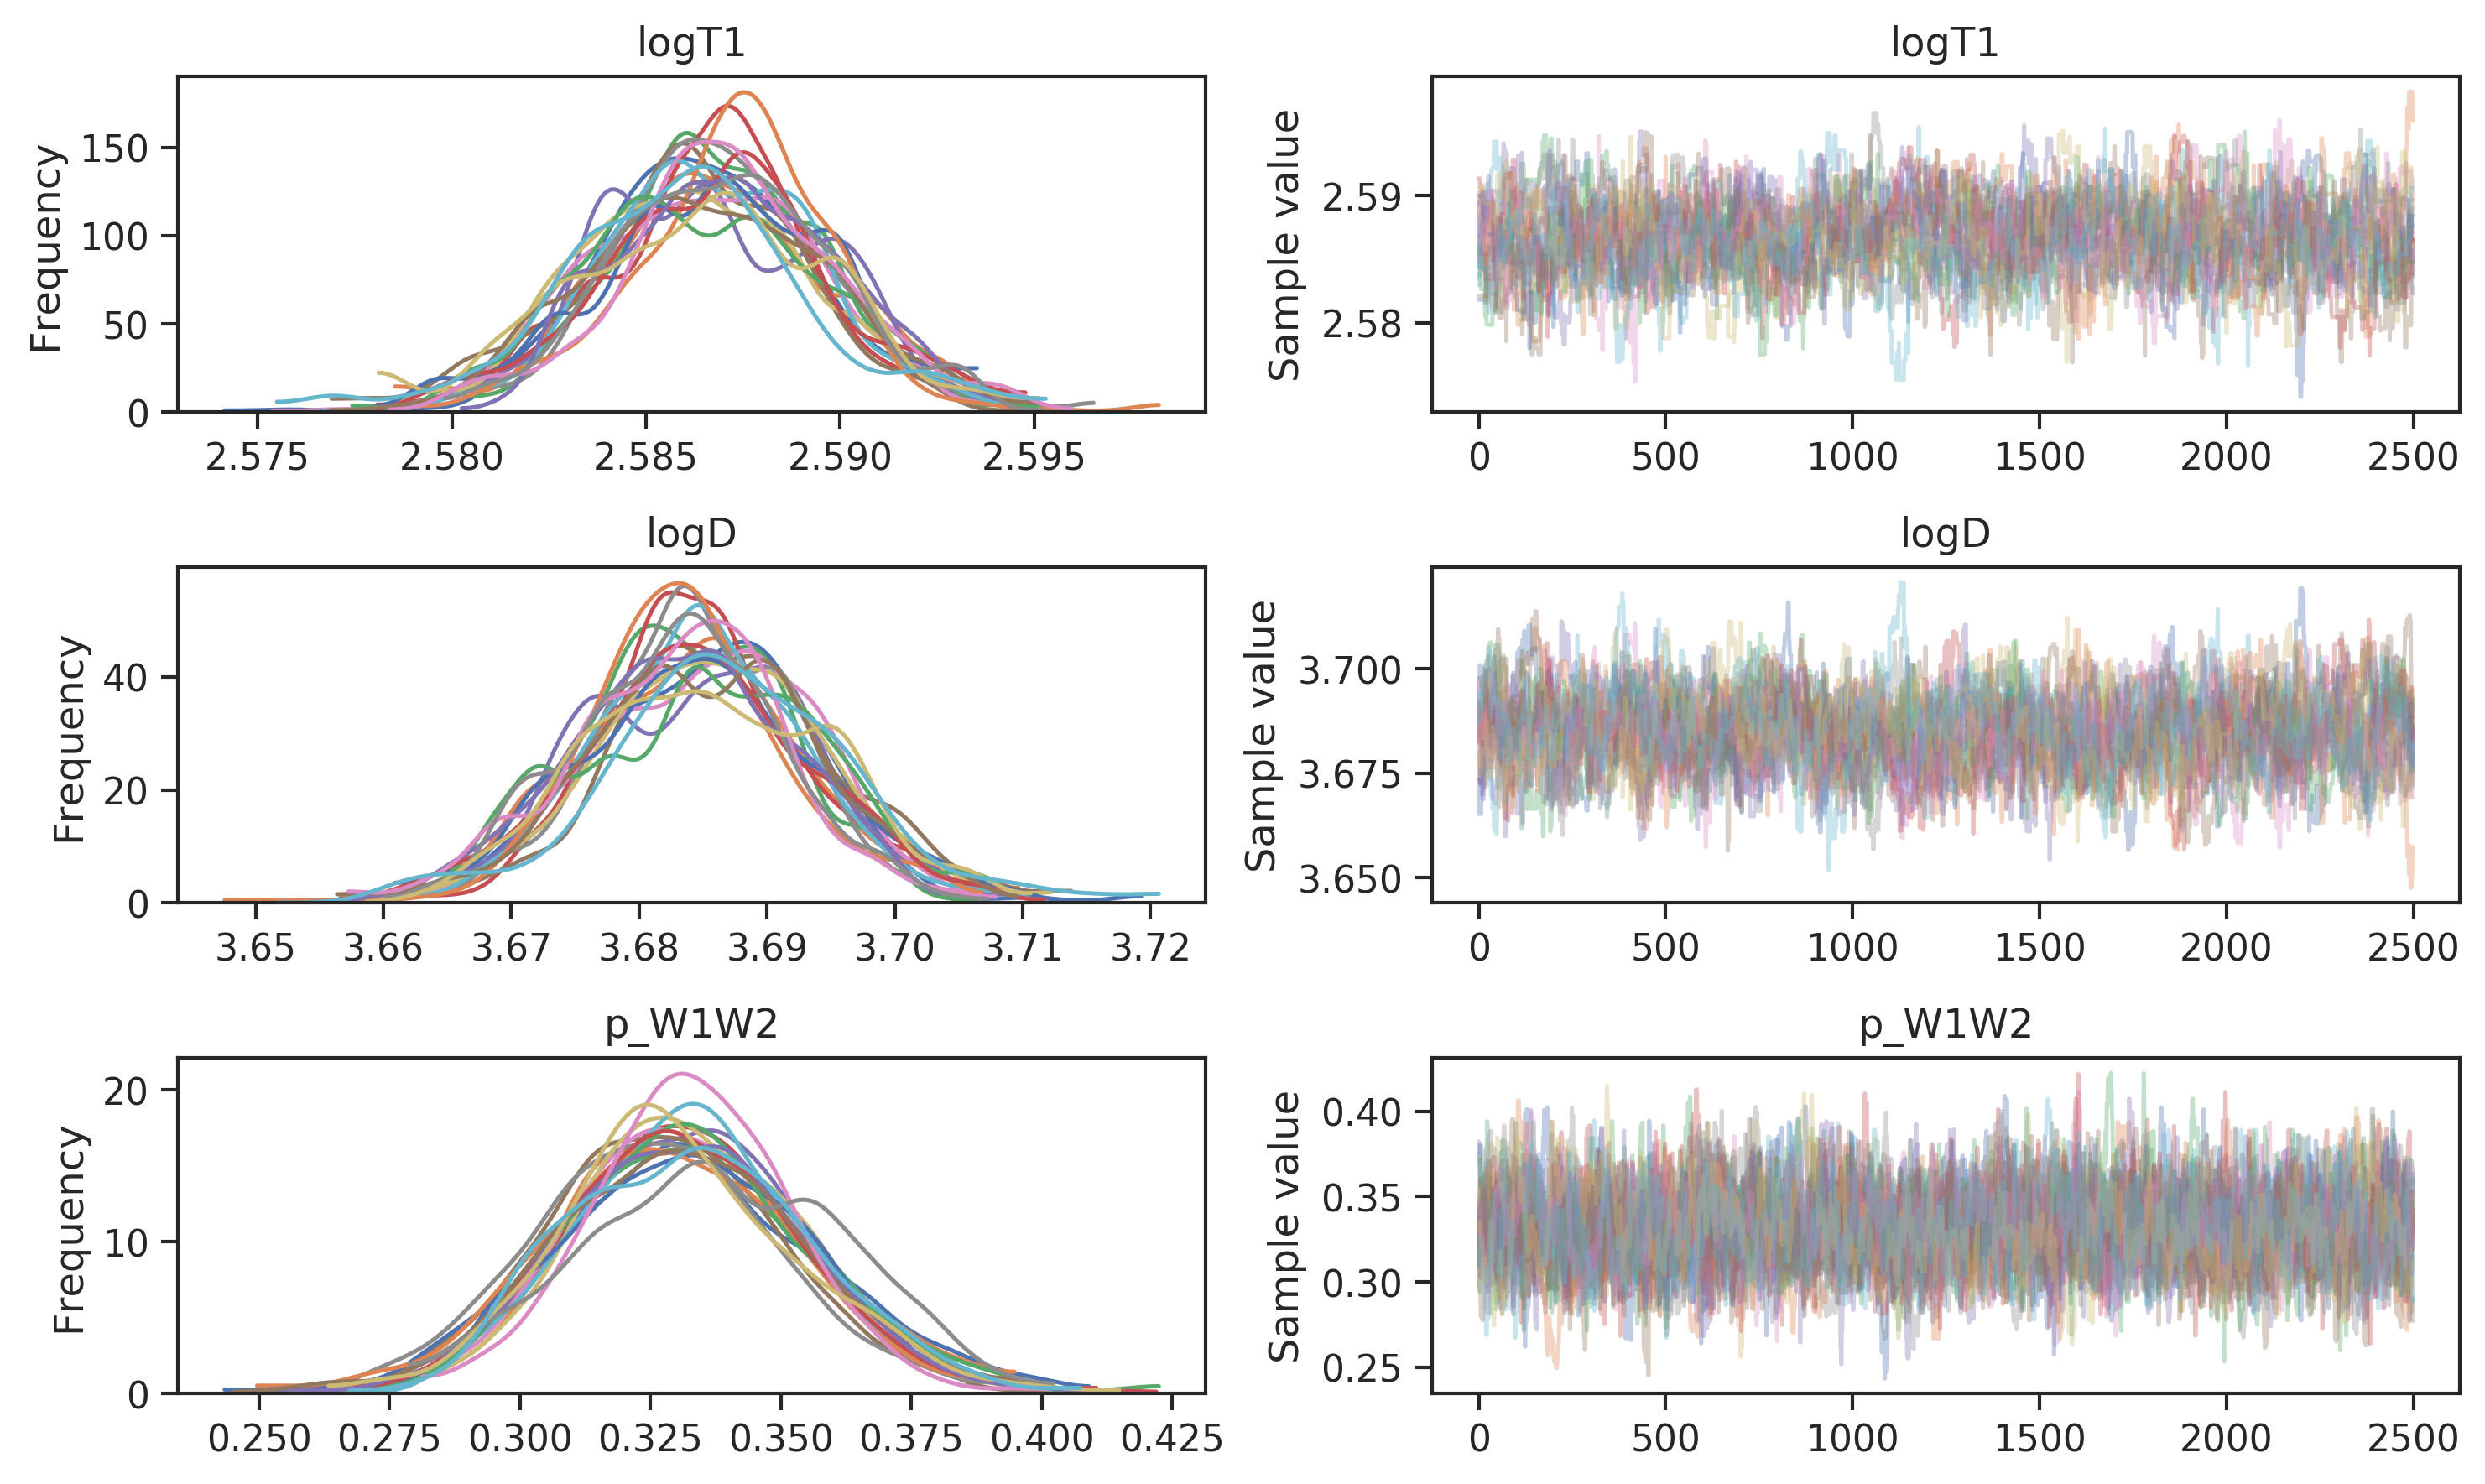 logT1
Frequency
150
100
50
0
2.575 2.580 2.585 2.590 2.595
logT1
Sample value
2.59
2.58
0 500 1000 1500 2000 2500
logD
Frequency
40
20
0
3.65 3.66 3.67 3.68 3.69 3.70 3.71 3.72
logD
Sample value
3.700
3.675
3.650
0 500 1000 1500 2000 2500
p_W1W2
Frequency
20
10
0
0.250 0.275 0.300 0.325 0.350 0.375 0.400 0.425
p_W1W2
Sample value
0.40
0.35
0.30
0.25
0 500 1000 1500 2000 2500